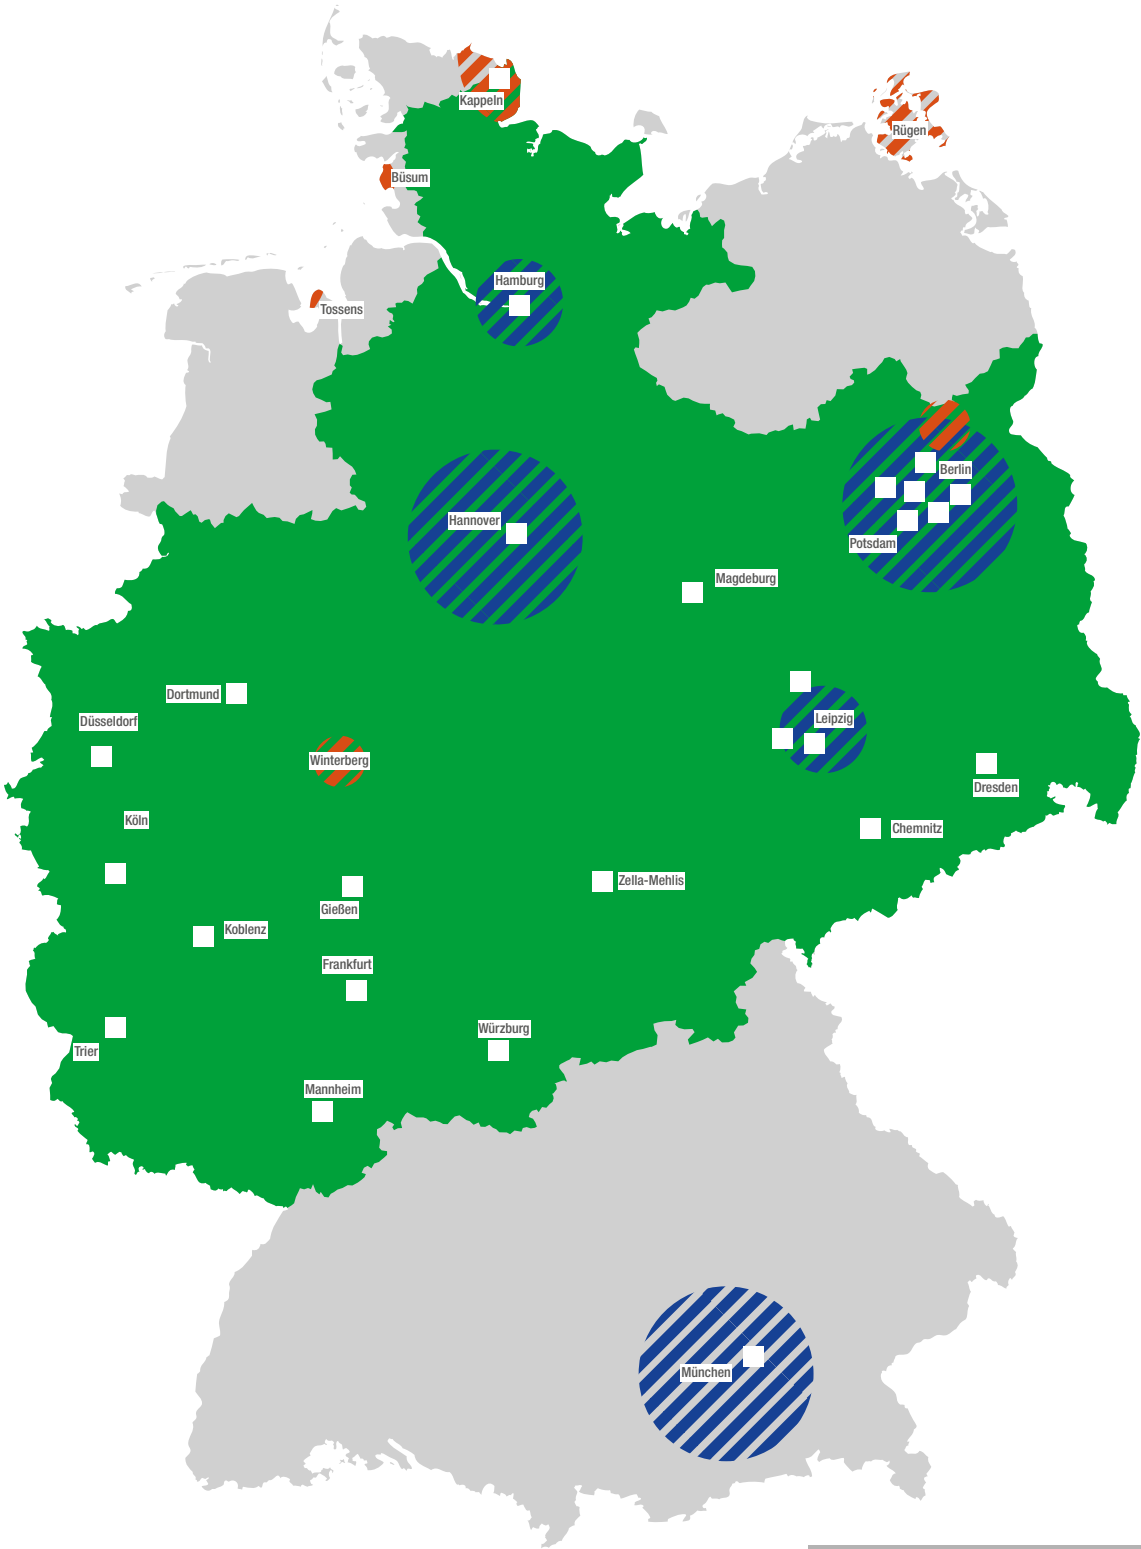 Kappeln
Rügen
Büsum
Hamburg
Tossens
Berlin
Hannover
Potsdam
Magdeburg
Dortmund
Düsseldorf
Leipzig
Winterberg
Dresden
Köln
Chemnitz
Zella-Mehlis
Gießen
Koblenz
Frankfurt
Würzburg
Trier
Mannheim
München